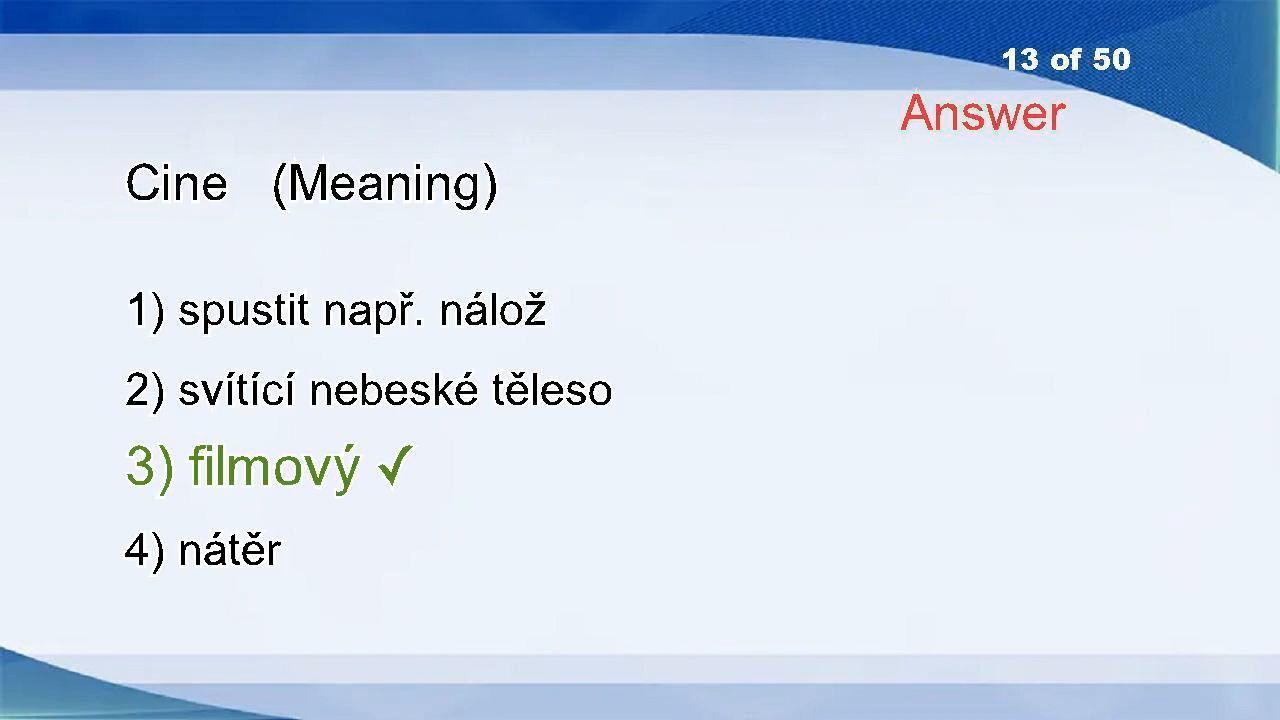 13 of 50
Answer
Cine (Meaning)
1) spustit např. nálož
2) svítící nebeské těleso
3) filmový ✓
4) nátěr